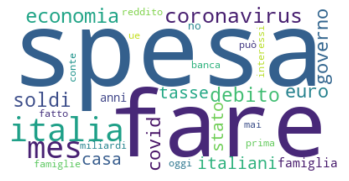 economia
reddito
no
coronavirus
ue
può
interessi
governo
spesa
conte
banca
soldi
anni
tasse
debito
euro
fatto
fare
italia
covid
stato
mai
mes
miliardi
casa
italiani
prima
famiglie
oggi
famiglia